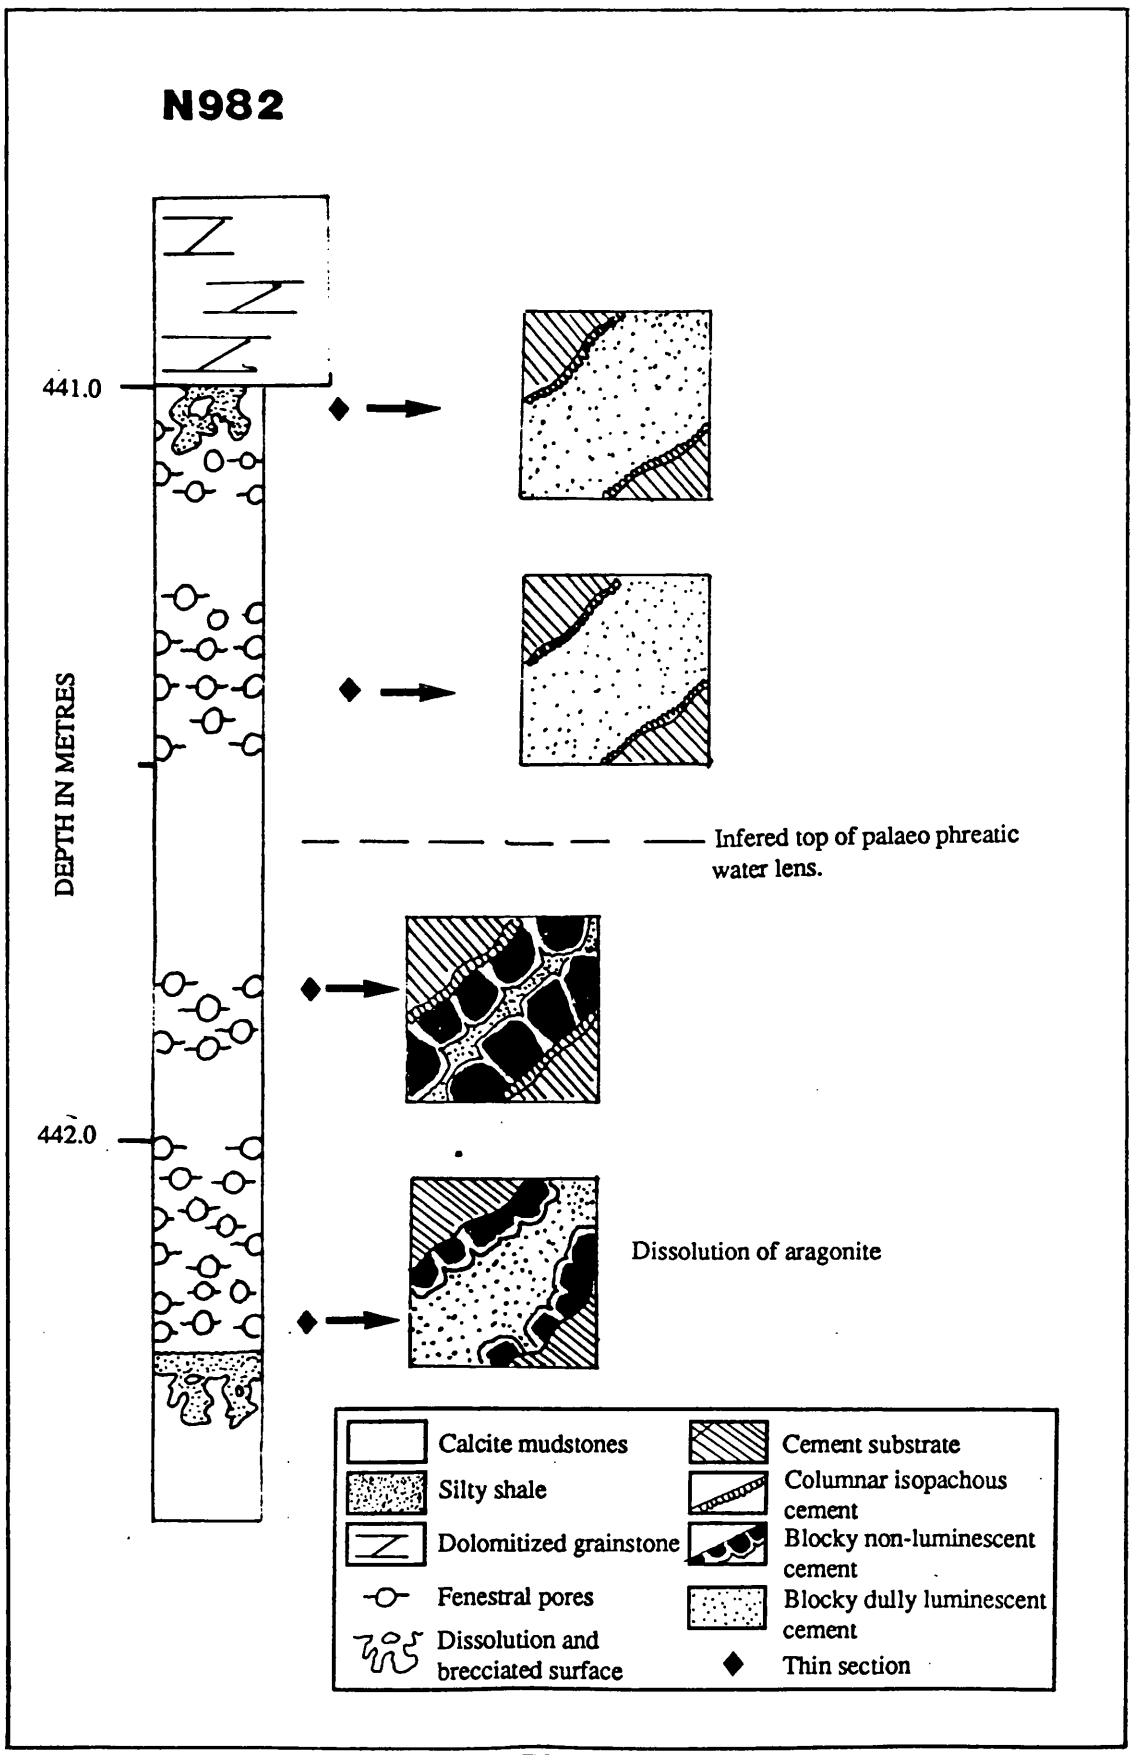 N982
441.0
DEPTH IN METRES
Infered top of palaeo phreatic
water lens.
442.0
Dissolution of aragonite
Calcite mudstones
Silty shale
Dolomitized grainstone
Fenestral pores
Dissolution and
brecciated surface
Cement substrate
Columnar isopachous
cement
Blocky non-luminescent
cement
Blocky dully luminescent
cement
Thin section